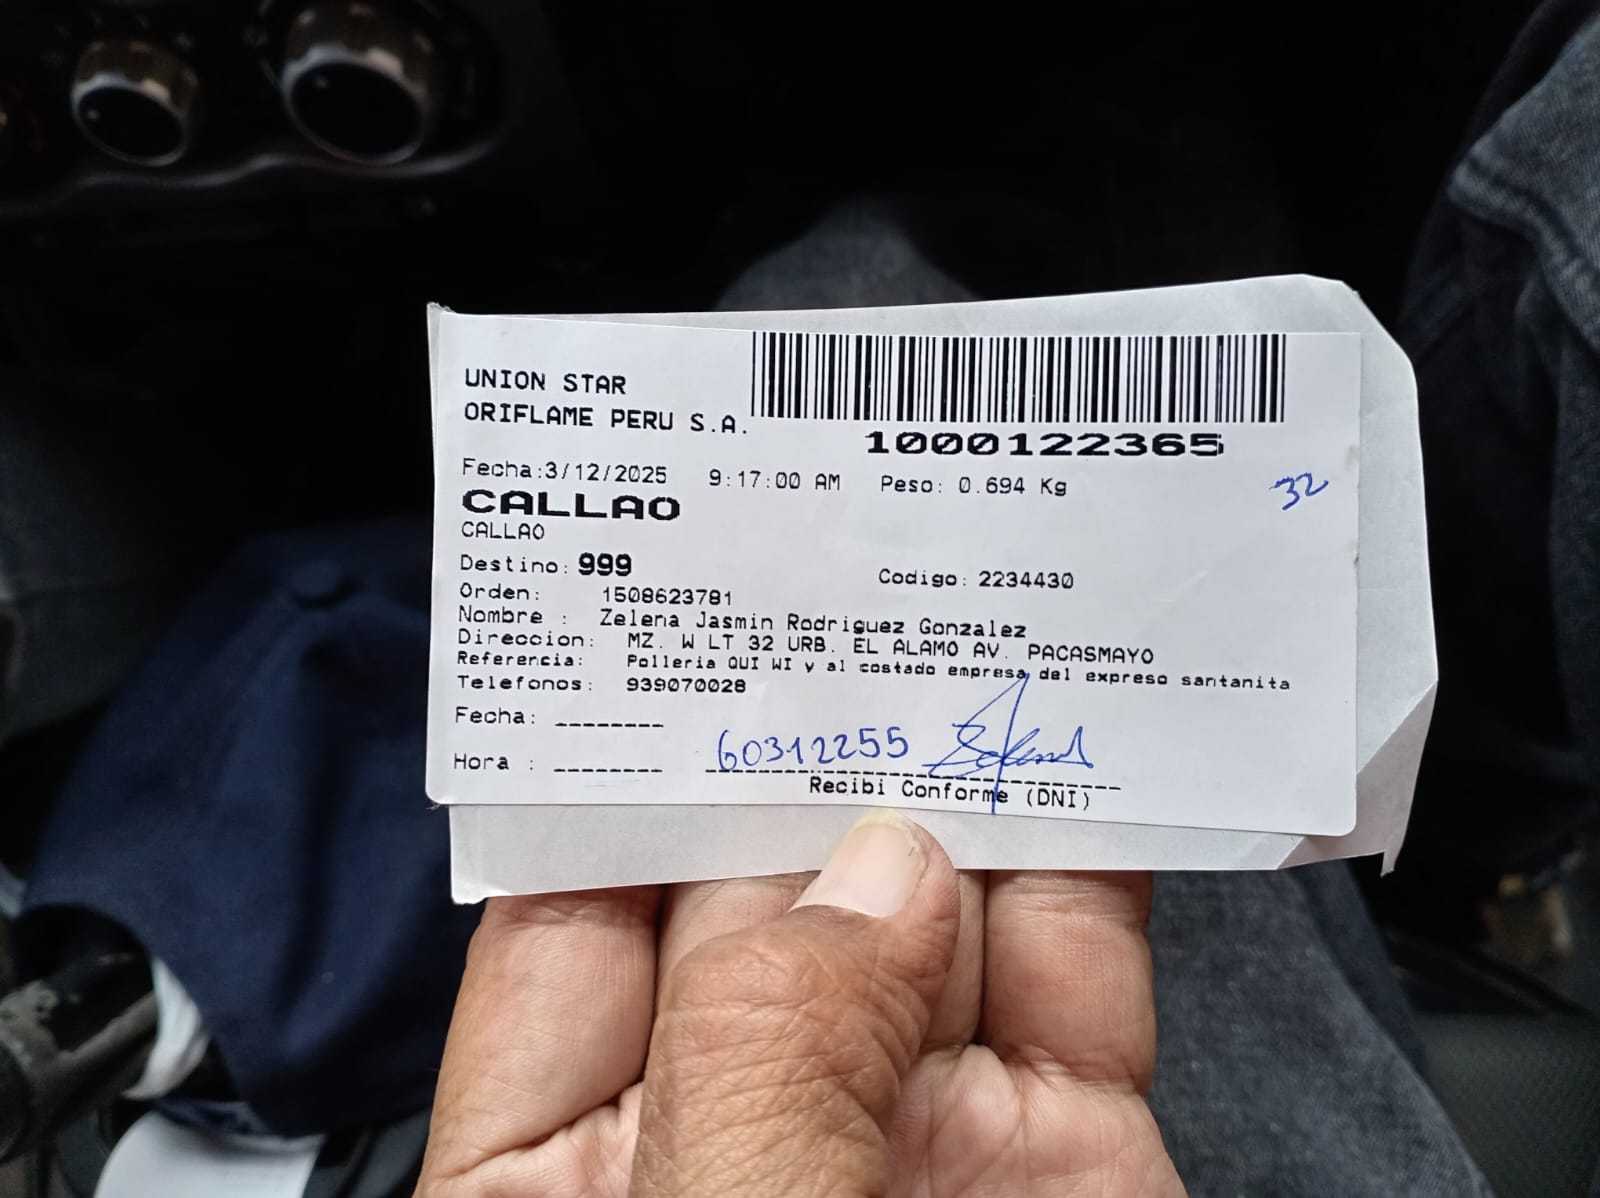 UNION STAR
ORIFLAME PERU S.A.
1000122365
Fecha:3/12/2025 9:17:00 AM Peso: 0.694 Kg
32
CALLAO
CALLAO
Destino: 999 Codigo: 2234430
Orden: 1508623781
Nombre : Zelena Jasmin Rodriguez Gonzalez
Direccion: MZ. W LT 32 URB. EL ALAMO AV. PACASMAYO
Referencia: Polleria QUI WI y al costado empresa del expreso santanita
Telefonos: 939070028
Fecha: ________
Hora : ________ 60312255
Recibi Conforme (DNI)